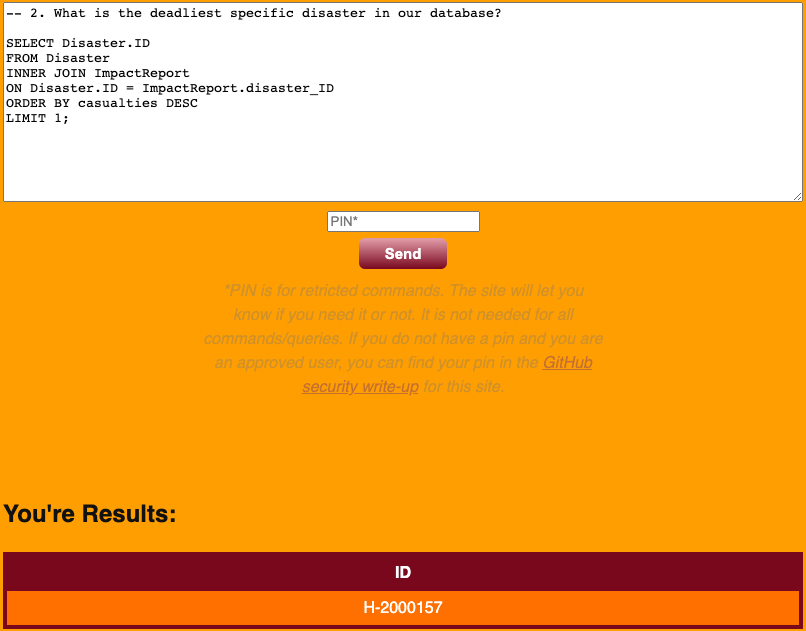 -- 2. What is the deadliest specific disaster in our database?
SELECT Disaster.ID
FROM Disaster
INNER JOIN ImpactReport
ON Disaster.ID = ImpactReport.disaster_ID
ORDER BY casualties DESC
LIMIT 1;
PIN*
Send
*PIN is for retricted commands. The site will let you
know if you need it or not. It is not needed for all
commands/queries. If you do not have a pin and you are
an approved user, you can find your pin in the GitHub
security write-up for this site.
You're Results:
ID
H-2000157